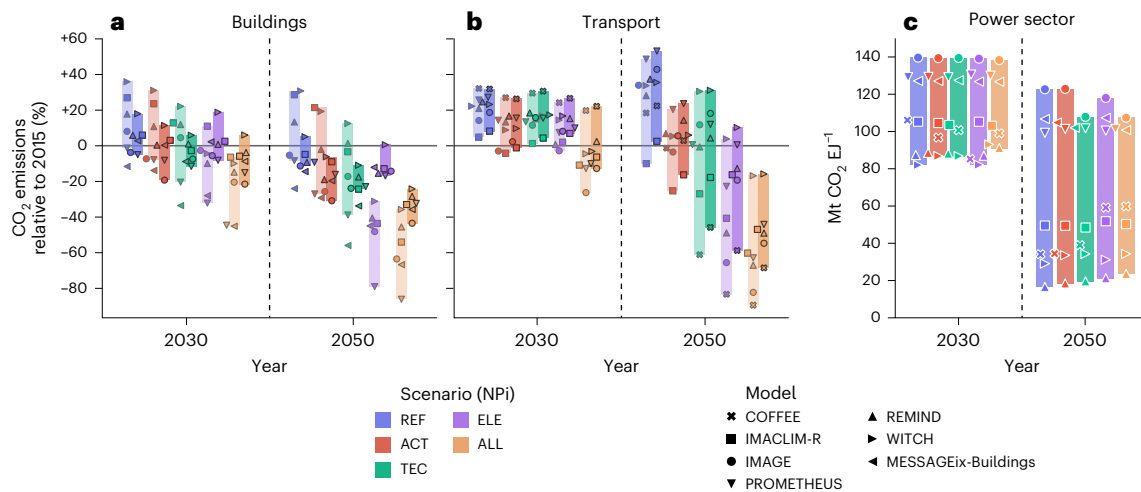 a Buildings
b Transport
c Power sector
CO2 emissions
relative to 2015 (%)
+60
+40
+20
0
−20
−40
−60
−80
2030 2050
Year
2030 2050
Year
Mt CO2 EJ−1
140
120
100
80
60
40
20
0
2030 2050
Year
Scenario (NPi)
REF ELE
ACT ALL
TEC
Model
COFFEE REMIND
IMACLIM-R WITCH
IMAGE MESSAGEix-Buildings
PROMETHEUS